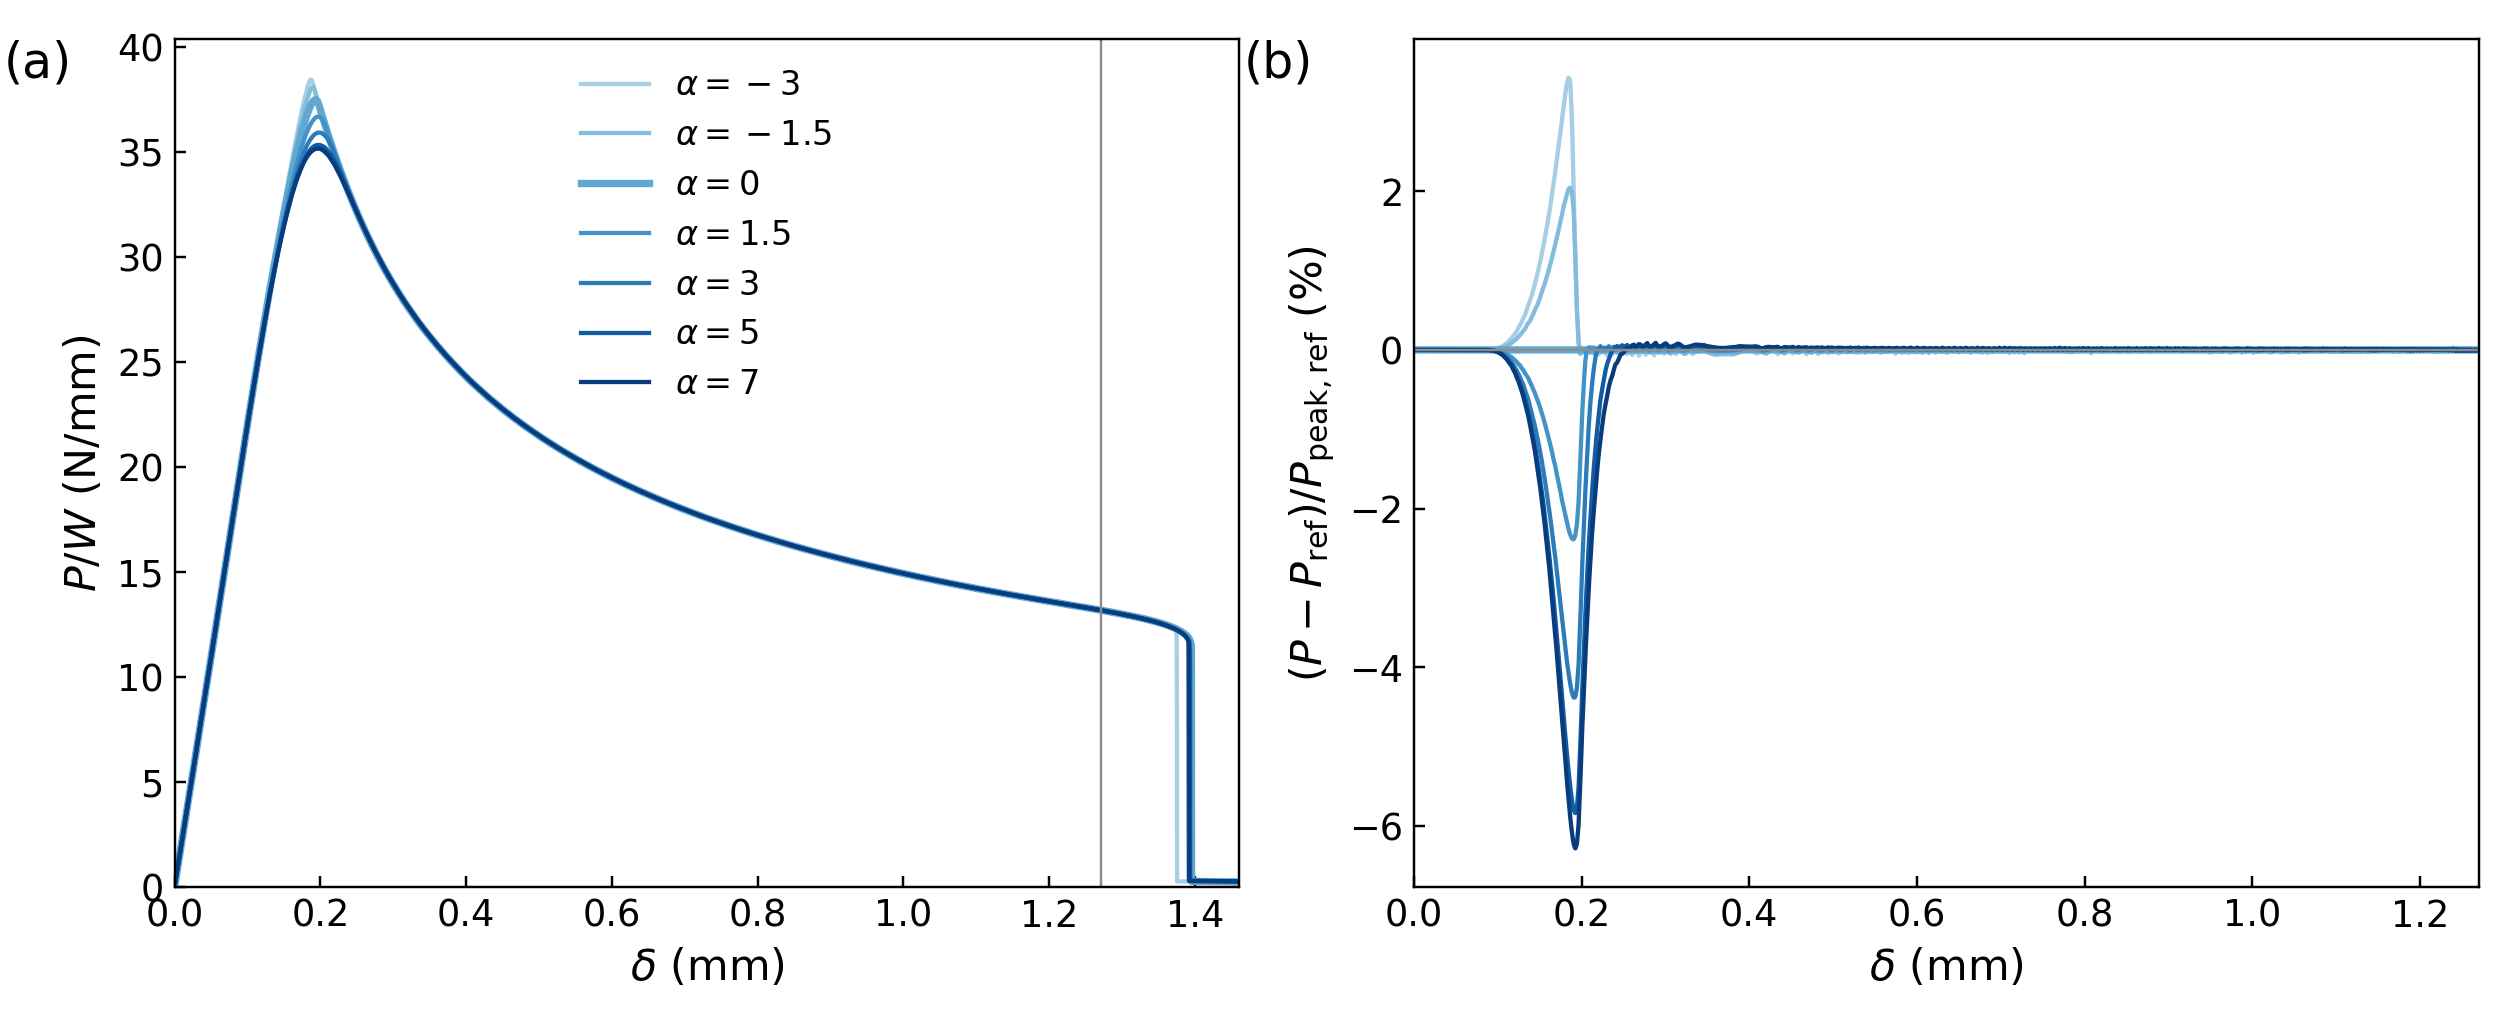 (a)
40
35
30
25
20
15
10
5
0
P/W (N/mm)
α = −3
α = −1.5
α = 0
α = 1.5
α = 3
α = 5
α = 7
0.0 0.2 0.4 0.6 0.8 1.0 1.2 1.4
δ (mm)
(b)
2
0
−2
−4
−6
(P − P_ref)/P_peak, ref (%)
0.0 0.2 0.4 0.6 0.8 1.0 1.2
δ (mm)